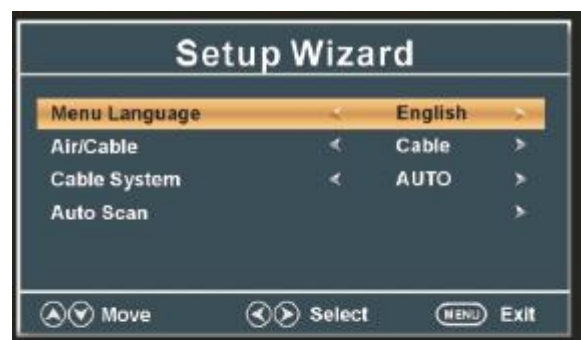 Setup Wizard
Menu Language < English >
Air/Cable < Cable >
Cable System < AUTO >
Auto Scan >
Move Select MENU Exit